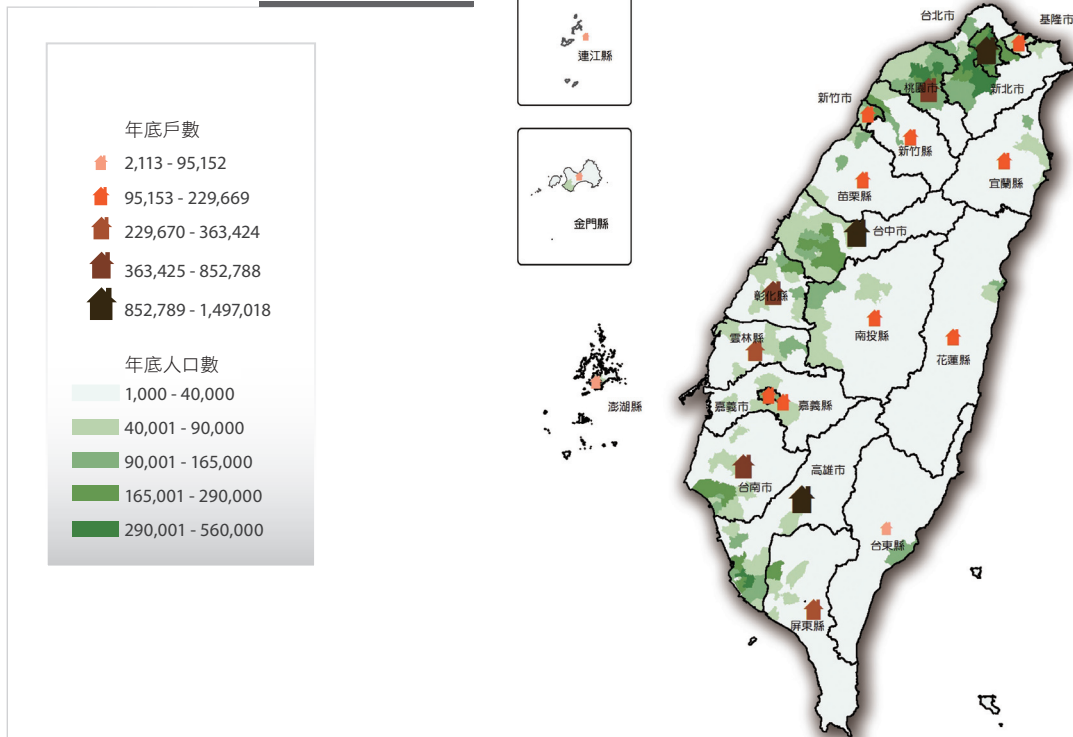 年底戶數
2,113 - 95,152
95,153 - 229,669
229,670 - 363,424
363,425 - 852,788
852,789 - 1,497,018
年底人口數
1,000 - 40,000
40,001 - 90,000
90,001 - 165,000
165,001 - 290,000
290,001 - 560,000
連江縣
金門縣
澎湖縣
台北市
基隆市
桃園市
新北市
新竹市
新竹縣
宜蘭縣
苗栗縣
台中市
彰化縣
南投縣
花蓮縣
雲林縣
嘉義市
嘉義縣
台南市
高雄市
台東縣
屏東縣